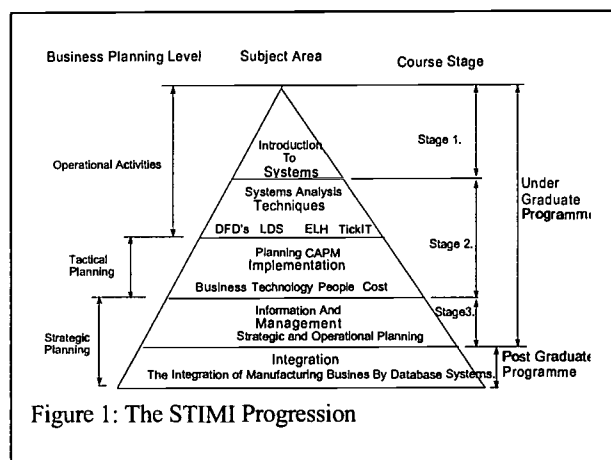 Business Planning Level Subject Area Course Stage
Introduction
To
Systems
Stage 1.
Operational Activities
Under
Graduate
Programme
Systems Analysis
Techniques
DFD's LDS ELH TickIT
Stage 2.
Tactical
Planning
Planning CAPM
Implementation
Business Technology People Cost
Stage3.
Information And
Management
Strategic and Operational Planning
Strategic
Planning
Integration
The Integration of Manufacturing Busines By Database Systems.
Post Graduate
Programme
Figure 1: The STIMI Progression